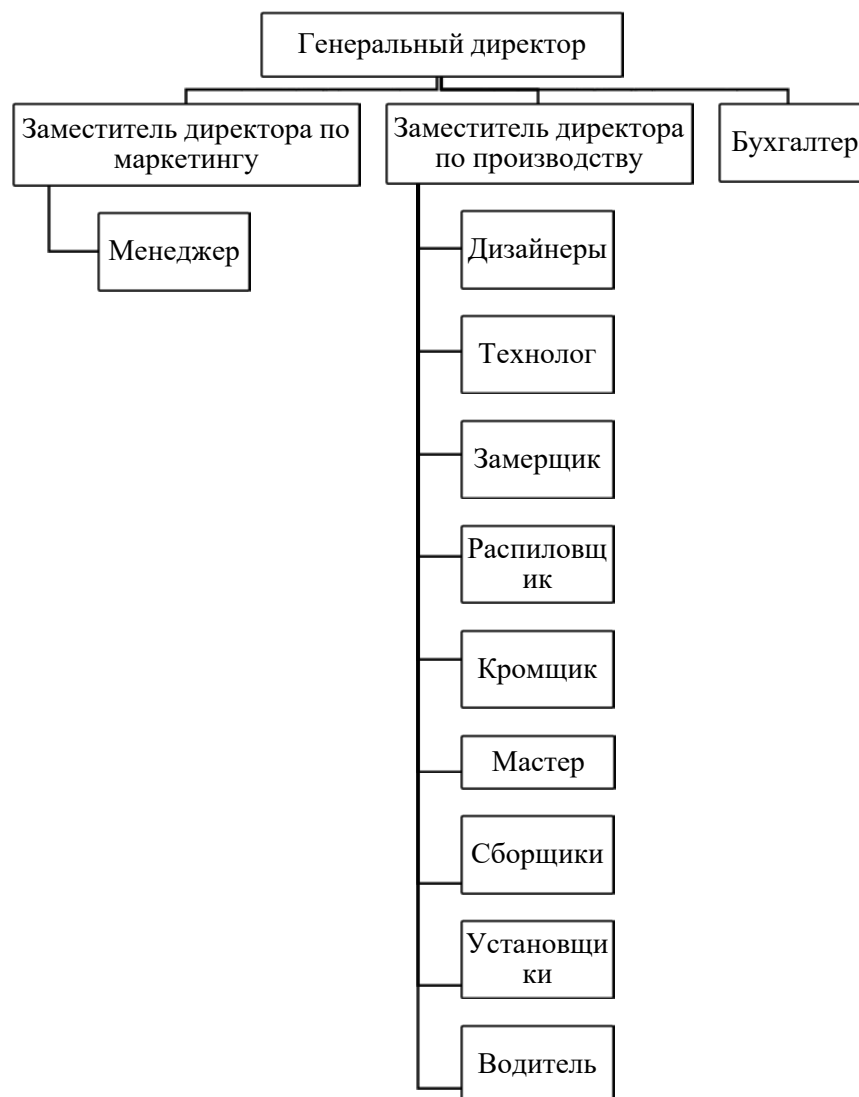 Генеральный директор
Заместитель директора по
маркетингу
Заместитель директора
по производству
Бухгалтер
Менеджер
Дизайнеры
Технолог
Замерщик
Распиловщ
ик
Кромщик
Мастер
Сборщики
Установщи
ки
Водитель